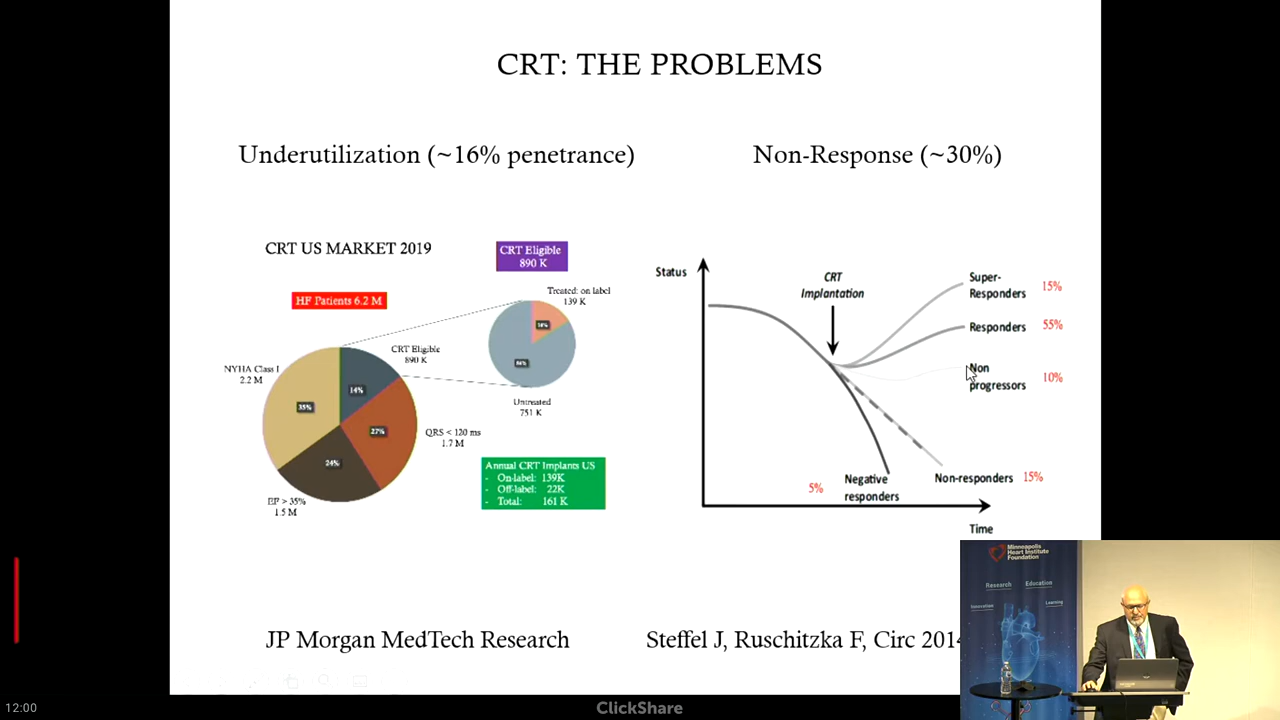 CRT: THE PROBLEMS
Underutilization (~16% penetrance)
Non-Response (~30%)
CRT US MARKET 2019
CRT Eligible
890 K
HF Patients 6.2 M
Treated: on label
139 K
16%
84%
Untreated
751 K
CRT Eligible
890 K
NYHA Class I
2.2 M
14%
35%
27%
24%
QRS < 120 ms
1.7 M
EF > 35%
1.5 M
Annual CRT Implants US
- On-label: 139K
- Off-label: 22K
- Total: 161 K
Status
CRT
Implantation
Super-
Responders 15%
Responders 55%
Non
progressors 10%
Non-responders 15%
5% Negative
responders
Time
JP Morgan MedTech Research
Steffel J, Ruschitzka F, Circ 2014
Minneapolis
Heart Institute
Foundation
Research Education
Innovation Learning
12:00
ClickShare